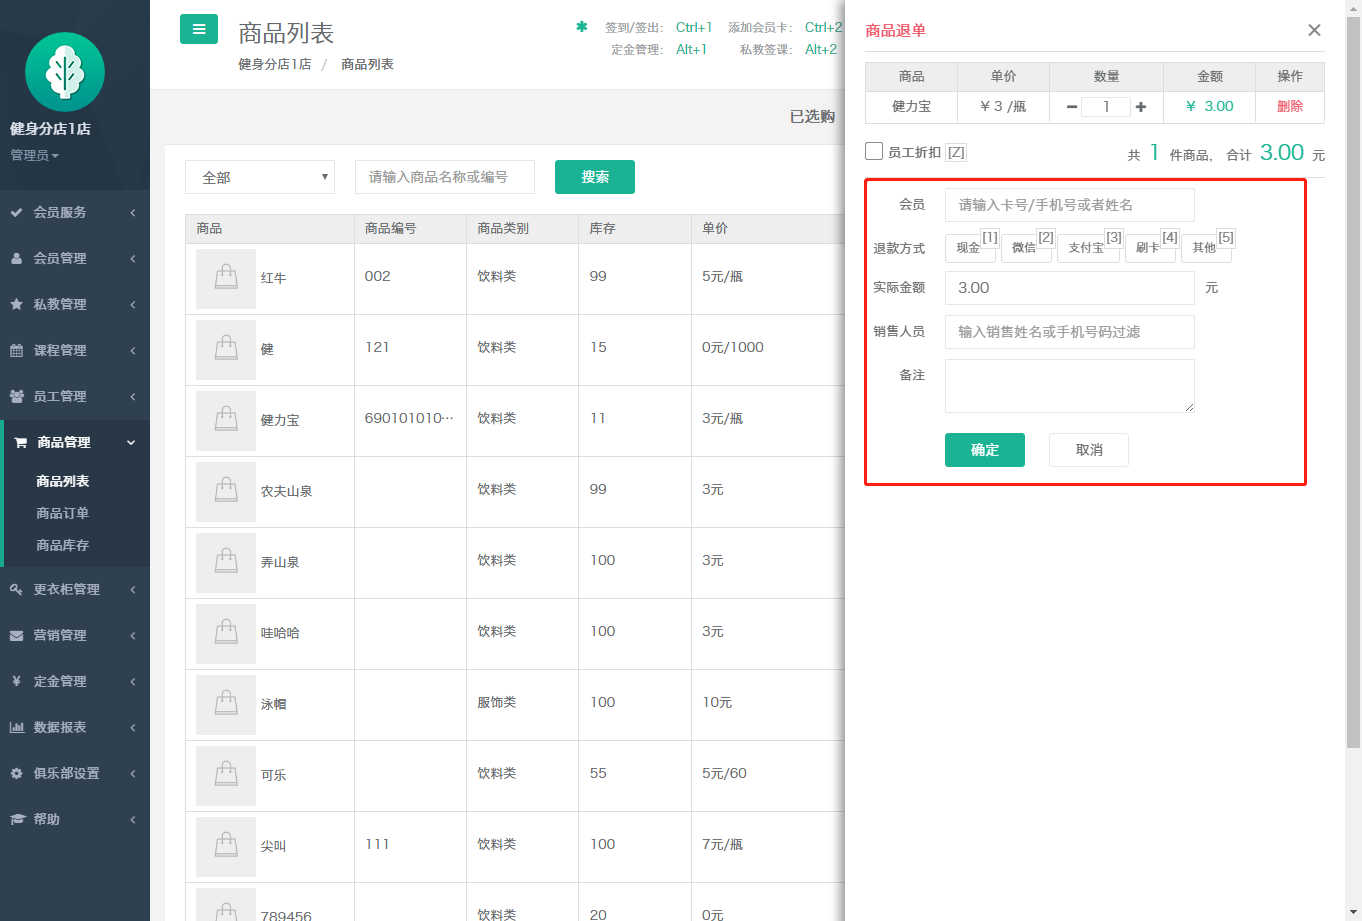 健身分店1店
管理员
会员服务
会员管理
私教管理
课程管理
员工管理
商品管理
商品列表
商品订单
商品库存
更衣柜管理
营销管理
定金管理
数据报表
俱乐部设置
帮助
商品列表
健身分店1店 / 商品列表
签到/签出: Ctrl+1 添加会员卡: Ctrl+2
定金管理: Alt+1 私教签课: Alt+2
已选购
全部 请输入商品名称或编号 搜索
商品 商品编号 商品类别 库存 单价
红牛 002 饮料类 99 5元/瓶
健 121 饮料类 15 0元/1000
健力宝 690101010… 饮料类 11 3元/瓶
农夫山泉 饮料类 99 3元
弄山泉 饮料类 100 3元
哇哈哈 饮料类 100 3元
泳帽 服饰类 100 10元
可乐 饮料类 55 5元/60
尖叫 111 饮料类 100 7元/瓶
789456 饮料类 20 0元
商品退单
商品 单价 数量 金额 操作
健力宝 ¥ 3 /瓶 1 ¥ 3.00 删除
员工折扣 [Z] 共 1 件商品, 合计 3.00 元
会员 请输入卡号/手机号或者姓名
退款方式 现金 [1] 微信 [2] 支付宝 [3] 刷卡 [4] 其他 [5]
实际金额 3.00 元
销售人员 输入销售姓名或手机号码过滤
备注
确定 取消